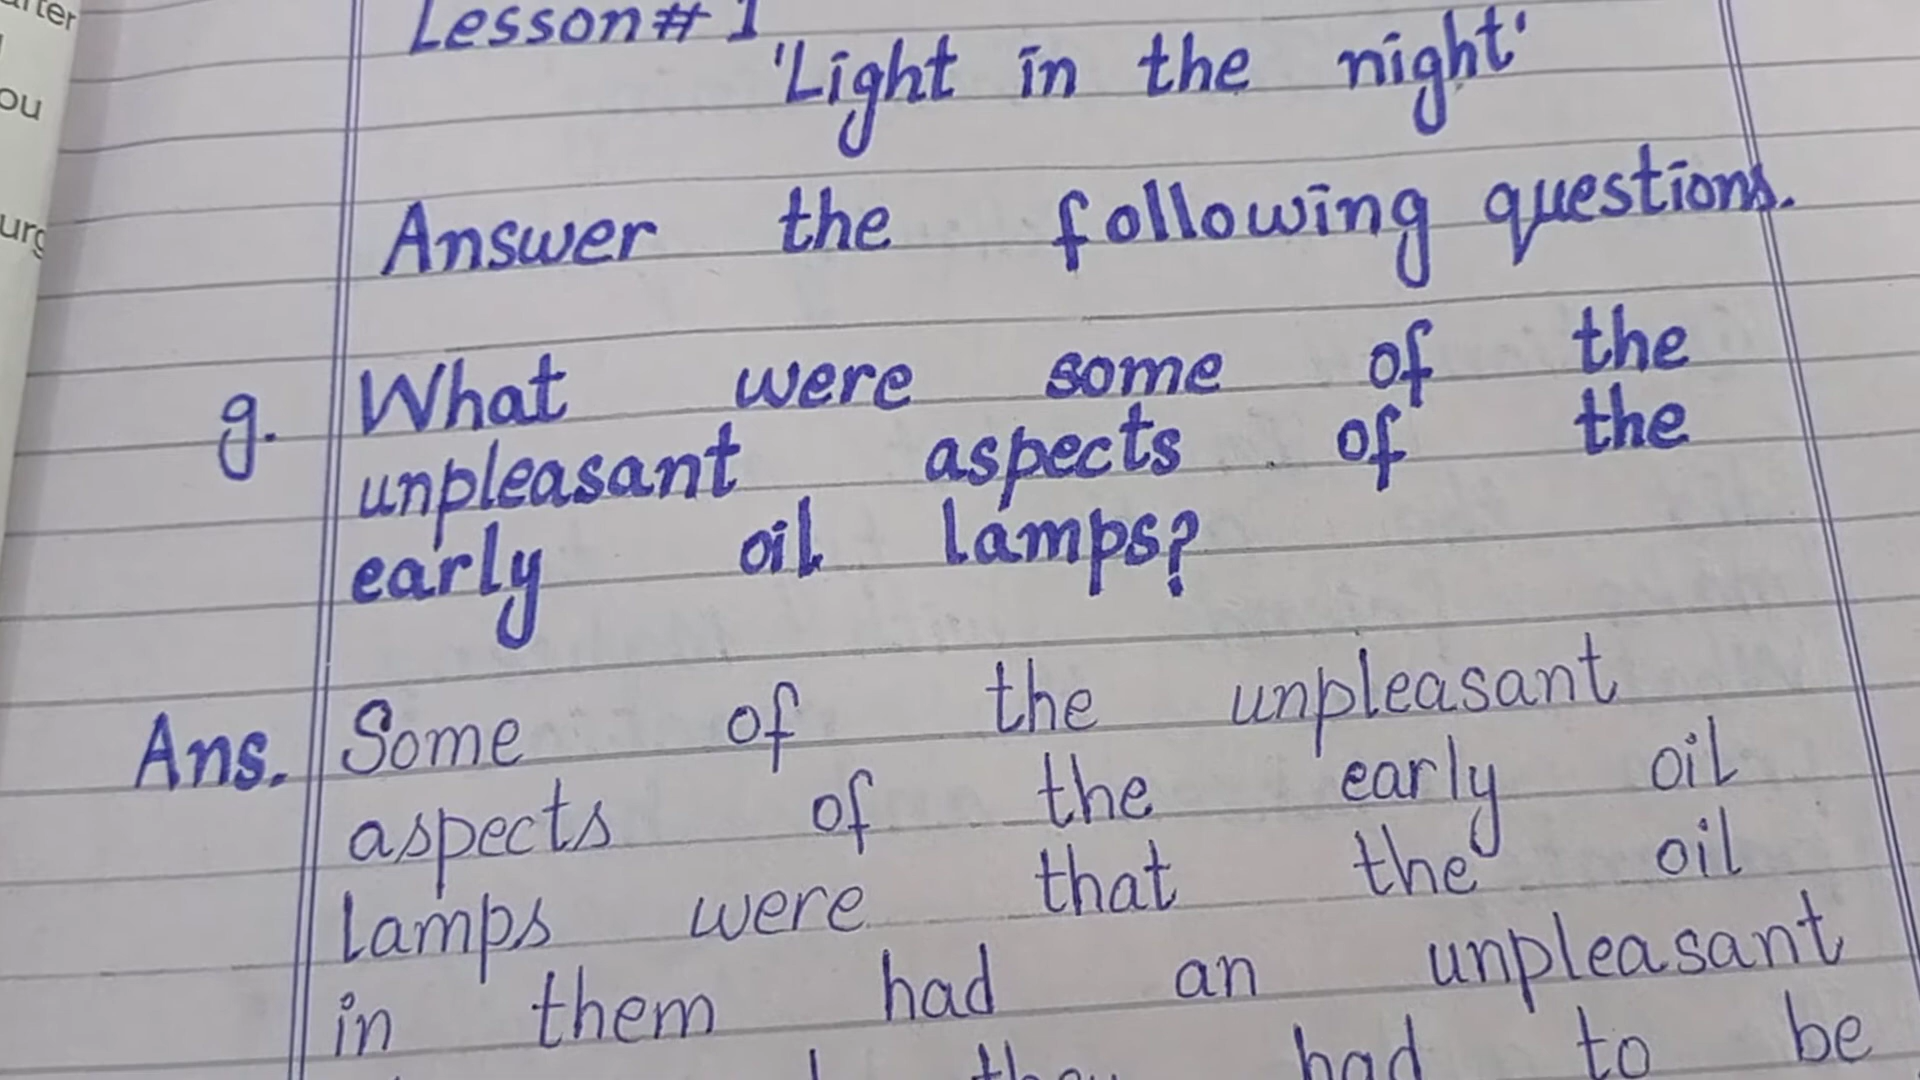 Lesson# 1
'Light in the night'
Answer the following questions.
g. What were some of the
unpleasant aspects of the
early oil lamps?
Ans. Some of the unpleasant
aspects of the early oil
lamps were that the oil
in them had an unpleasant
they had to be